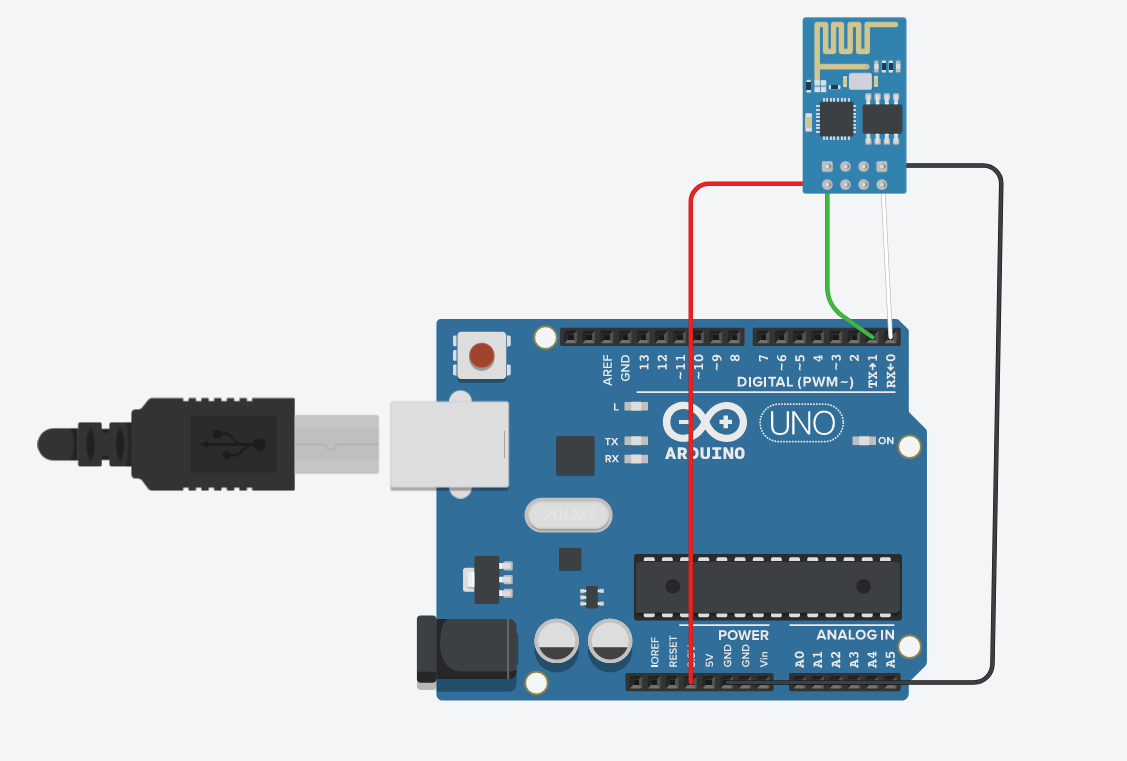 AREF
GND
13
12
~11
~10
~9
8
7
~6
~5
4
~3
2
TX→1
RX←0
DIGITAL (PWM~)
L
TX
RX
ARDUINO
UNO
ON
SPK16.000G
POWER
ANALOG IN
IOREF
RESET
5V
GND
GND
Vin
A0
A1
A2
A3
A4
A5